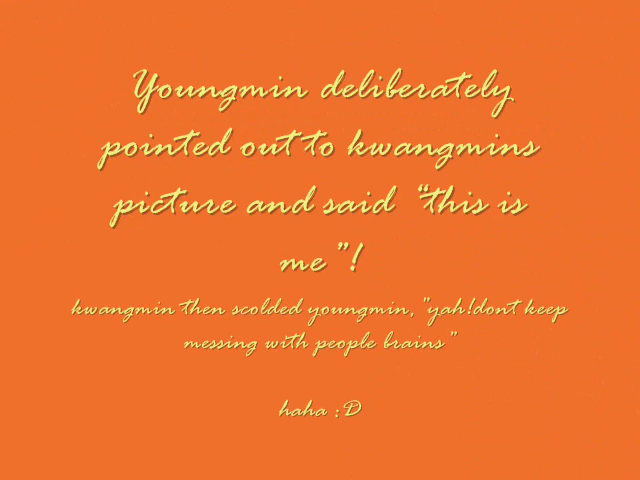 Youngmin deliberately
pointed out to kwangmins
picture and said "this is
me"!
kwangmin then scolded youngmin, "yah!dont keep
messing with people brains"
haha :D